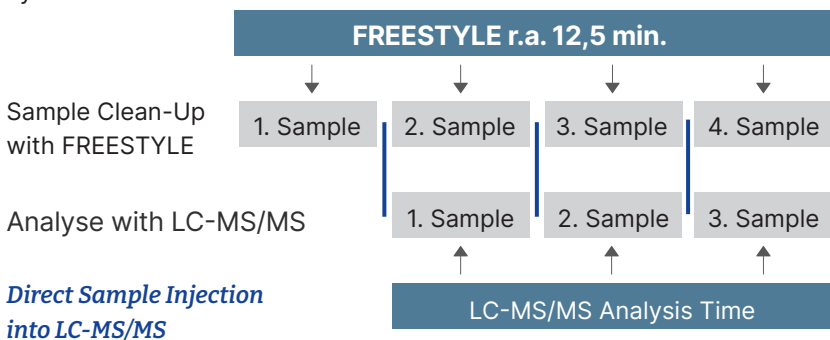 FREESTYLE r.a. 12,5 min.
Sample Clean-Up
with FREESTYLE
1. Sample
2. Sample
3. Sample
4. Sample
Analyse with LC-MS/MS
1. Sample
2. Sample
3. Sample
Direct Sample Injection
into LC-MS/MS
LC-MS/MS Analysis Time